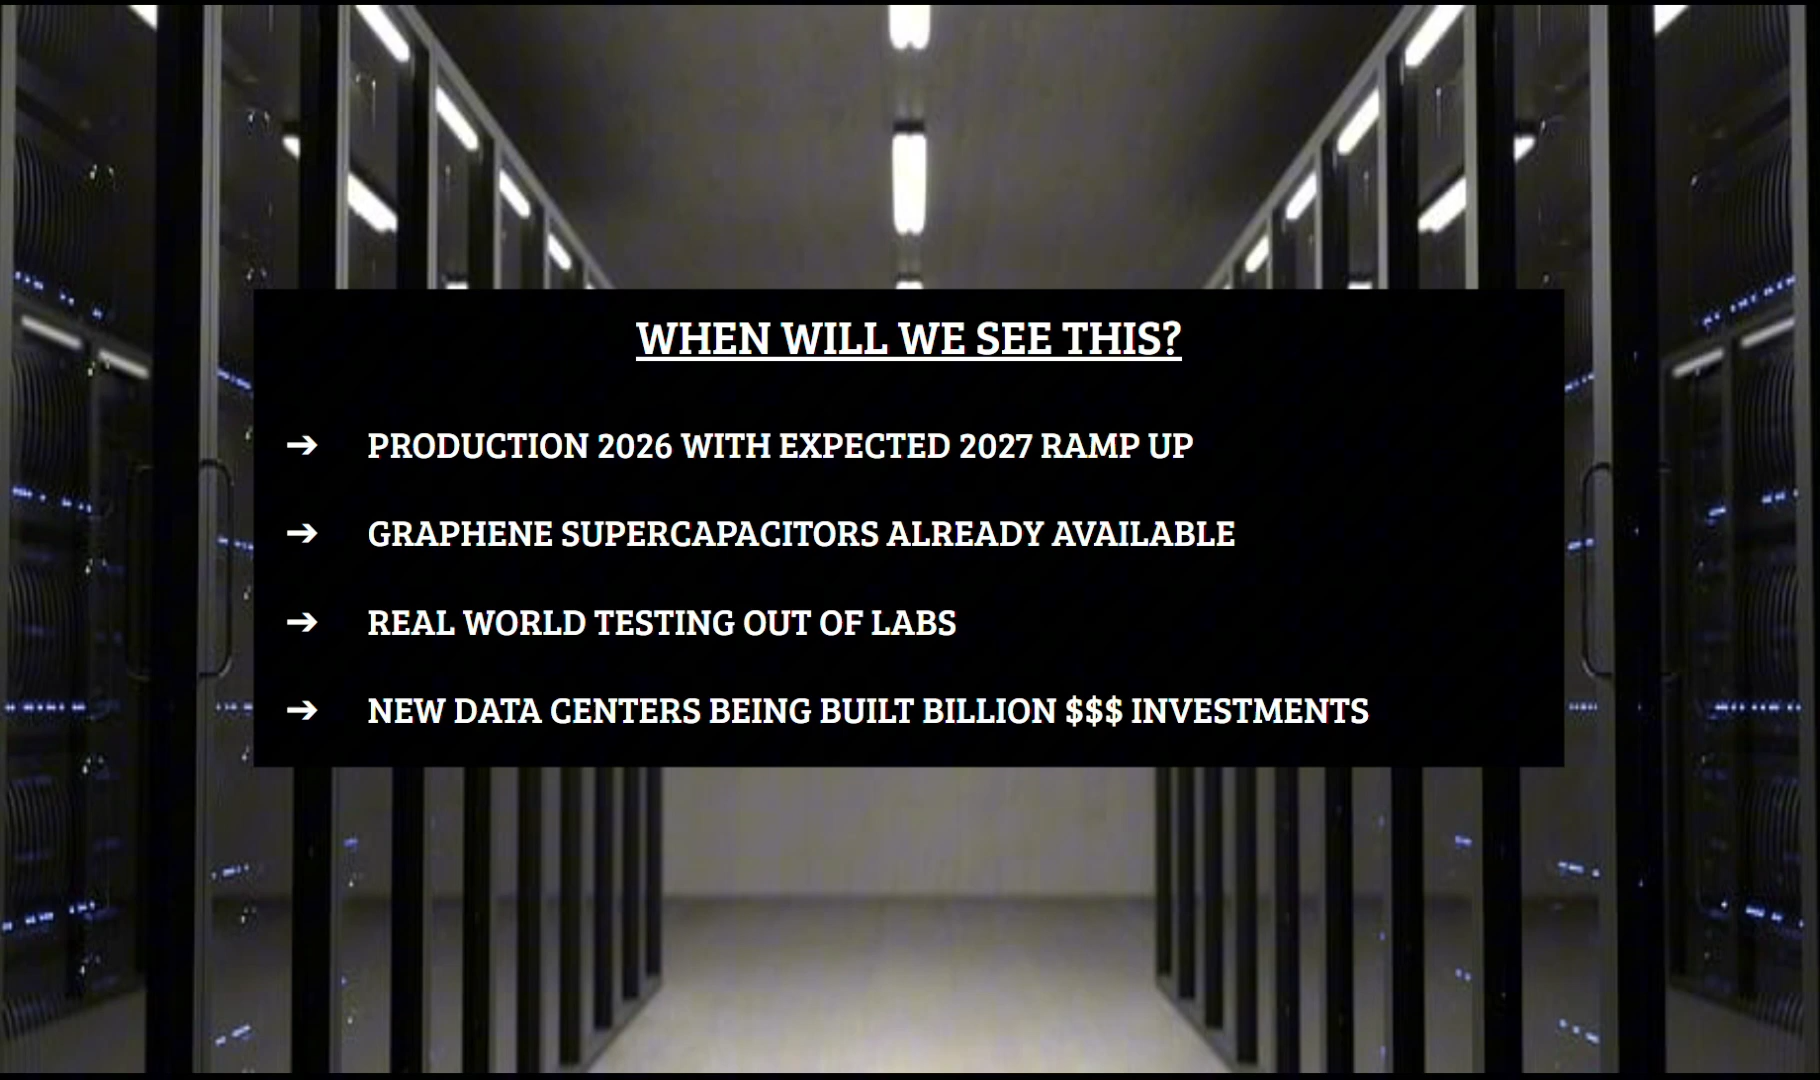 WHEN WILL WE SEE THIS?
➔ PRODUCTION 2026 WITH EXPECTED 2027 RAMP UP
➔ GRAPHENE SUPERCAPACITORS ALREADY AVAILABLE
➔ REAL WORLD TESTING OUT OF LABS
➔ NEW DATA CENTERS BEING BUILT BILLION $$$ INVESTMENTS